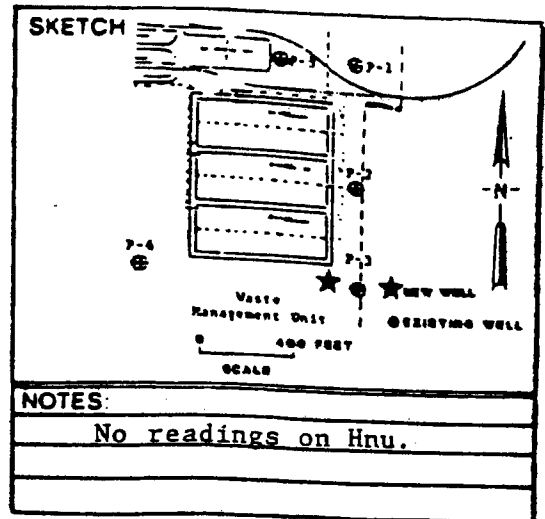 SKETCH
P-5
P-1
P-2
-N-
P-4
P-3
NEW WELL
Waste
Management Unit
EXISTING WELL
0 400 FEET
SCALE
NOTES:
No readings on Hnu.